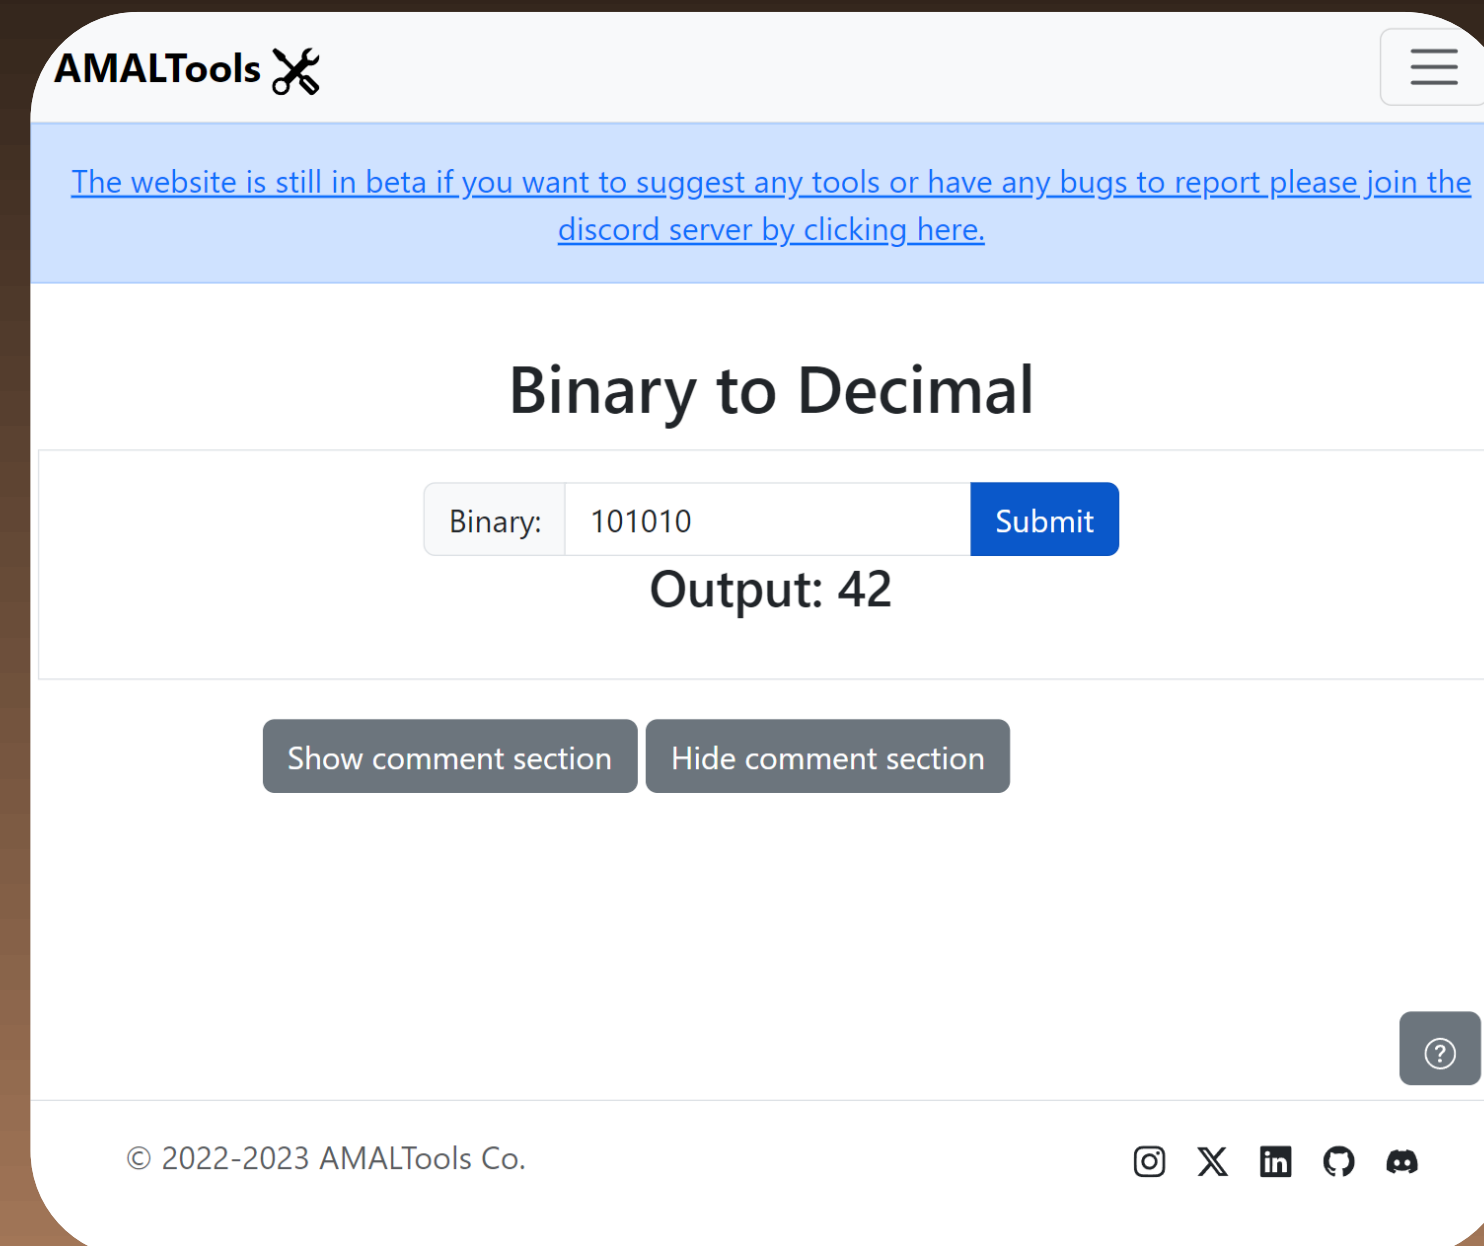 AMALTools
The website is still in beta if you want to suggest any tools or have any bugs to report please join the
discord server by clicking here.
Binary to Decimal
Binary: 101010 Submit
Output: 42
Show comment section Hide comment section
© 2022-2023 AMALTools Co.